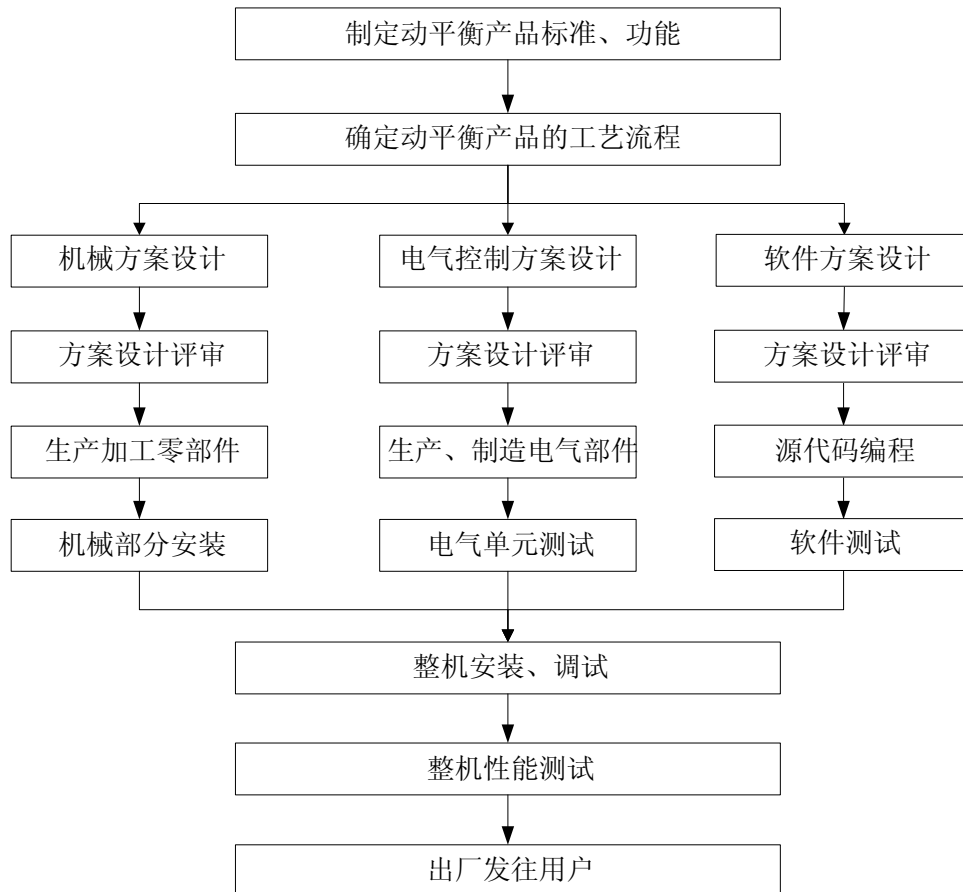 制定动平衡产品标准、功能
确定动平衡产品的工艺流程
机械方案设计
电气控制方案设计
软件方案设计
方案设计评审
方案设计评审
方案设计评审
生产加工零部件
生产、制造电气部件
源代码编程
机械部分安装
电气单元测试
软件测试
整机安装、调试
整机性能测试
出厂发往用户